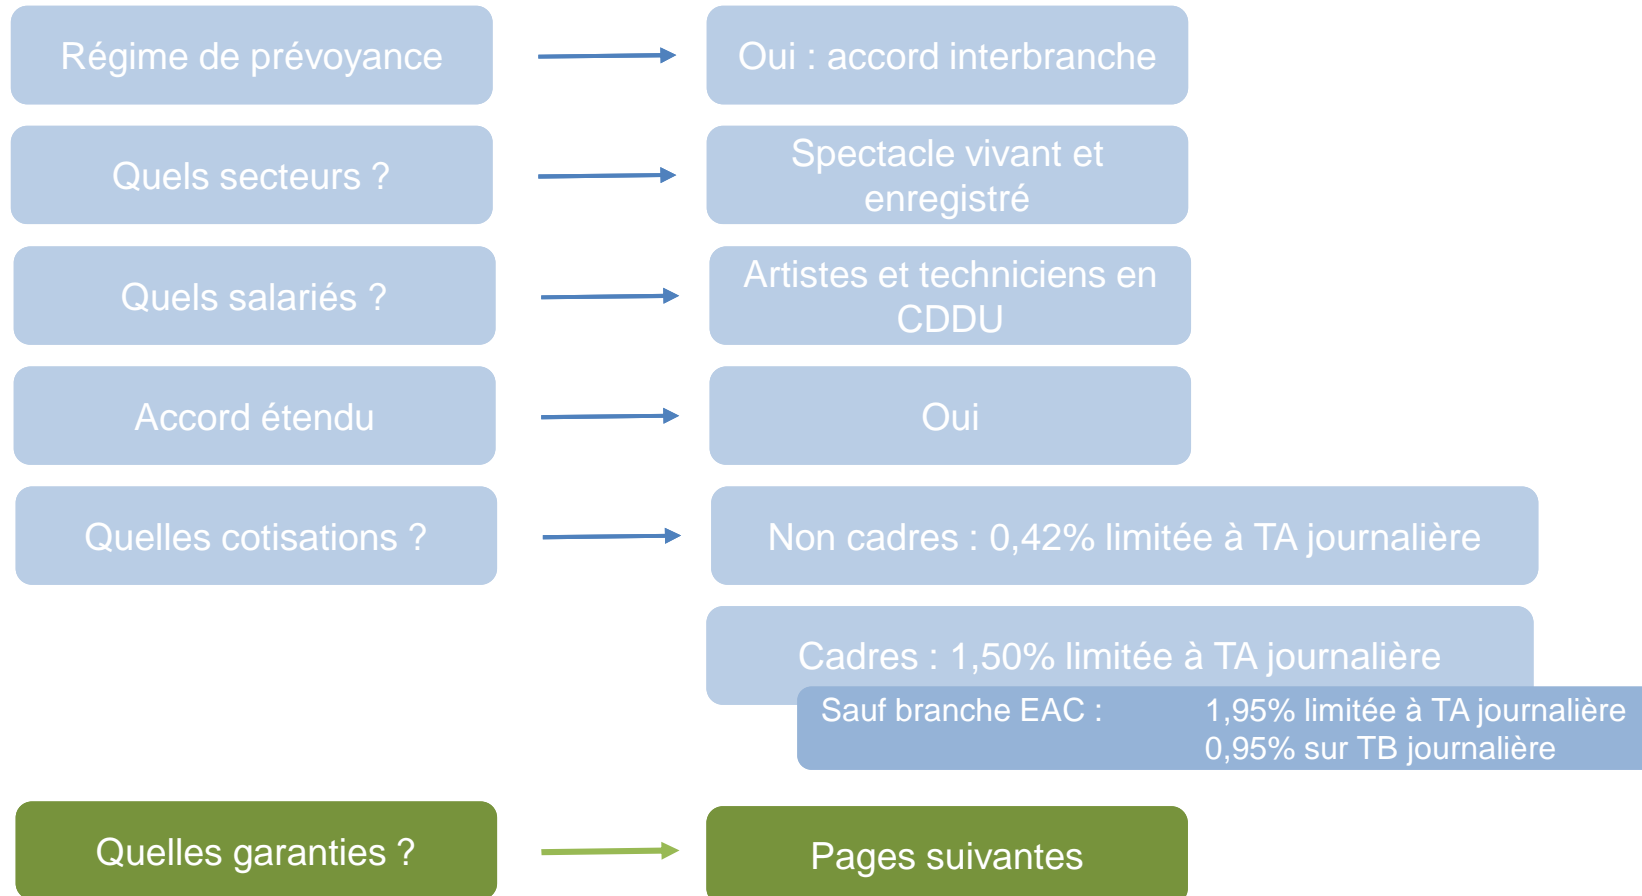 Régime de prévoyance
Oui : accord interbranche
Quels secteurs ?
Spectacle vivant et
enregistré
Quels salariés ?
Artistes et techniciens en
CDDU
Accord étendu
Oui
Quelles cotisations ?
Non cadres : 0,42% limitée à TA journalière
Cadres : 1,50% limitée à TA journalière
Sauf branche EAC : 1,95% limitée à TA journalière
0,95% sur TB journalière
Quelles garanties ?
Pages suivantes